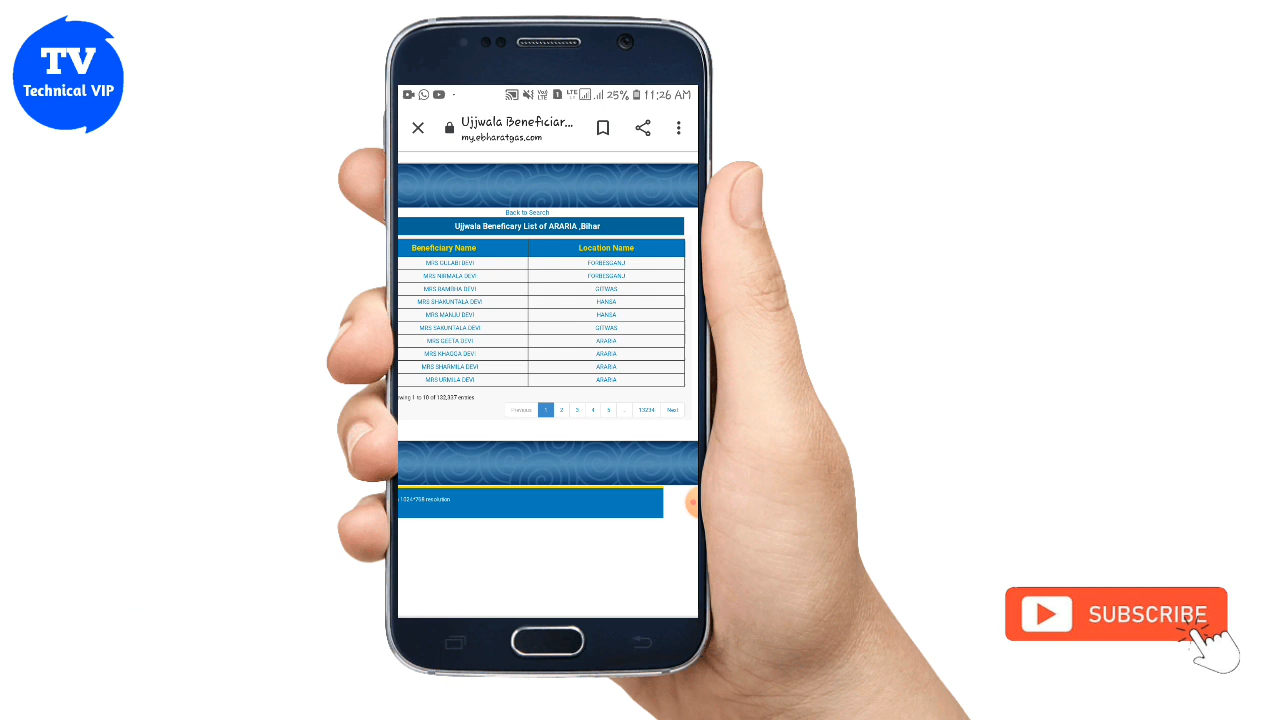 TV
Technical VIP
25% 11:26 AM
Ujjwala Beneficiar...
my.ebharatgas.com
Back to Search
Ujjwala Beneficary List of ARARIA ,Bihar
Beneficiary Name Location Name
MRS GULABI DEVI FORBESGANJ
MRS NIRMALA DEVI FORBESGANJ
MRS RAMBHA DEVI GITWAS
MRS SHAKUNTALA DEVI HANSA
MRS MANJU DEVI HANSA
MRS SAKUNTALA DEVI GITWAS
MRS GEETA DEVI ARARIA
MRS KHAGGA DEVI ARARIA
MRS SHARMILA DEVI ARARIA
MRS URMILA DEVI ARARIA
wing 1 to 10 of 132,337 entries
Previous 1 2 3 4 5 ... 13234 Next
1024*768 resolution
SUBSCRIBE